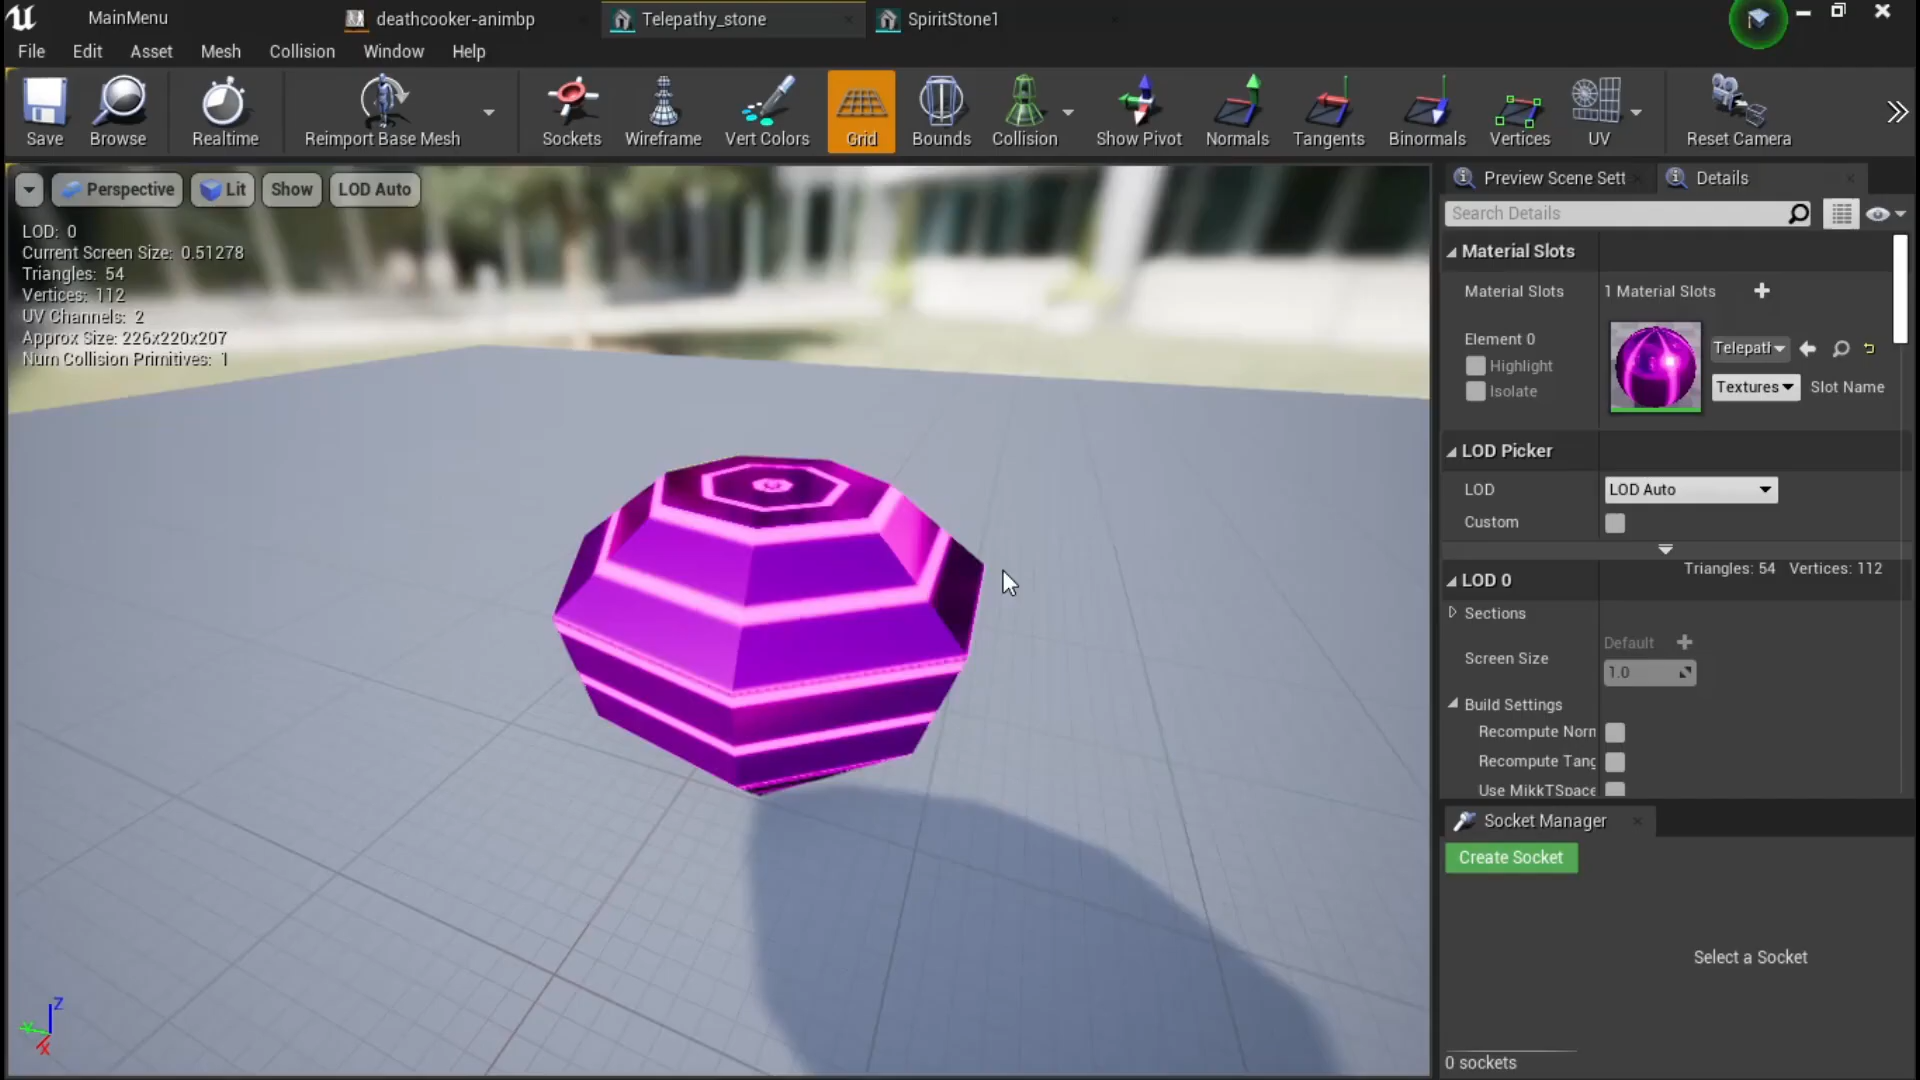 MainMenu
deathcooker-animbp
Telepathy_stone
SpiritStone1
File Edit Asset Mesh Collision Window Help
Save Browse Realtime Reimport Base Mesh Sockets Wireframe Vert Colors Grid Bounds Collision Show Pivot Normals Tangents Binormals Vertices UV Reset Camera
Perspective Lit Show LOD Auto
LOD: 0
Current Screen Size: 0.51278
Triangles: 54
Vertices: 112
UV Channels: 2
Approx Size: 226x220x207
Num Collision Primitives: 1
Z
X
Preview Scene Sett Details
Search Details
Material Slots
Material Slots 1 Material Slots
Element 0
Highlight
Isolate
Telepath
Textures Slot Name
LOD Picker
LOD LOD Auto
Custom
Triangles: 54 Vertices: 112
LOD 0
Sections
Default
Screen Size
1.0
Build Settings
Recompute Norn
Recompute Tang
Use MikkTSpace
Socket Manager
Create Socket
Select a Socket
0 sockets